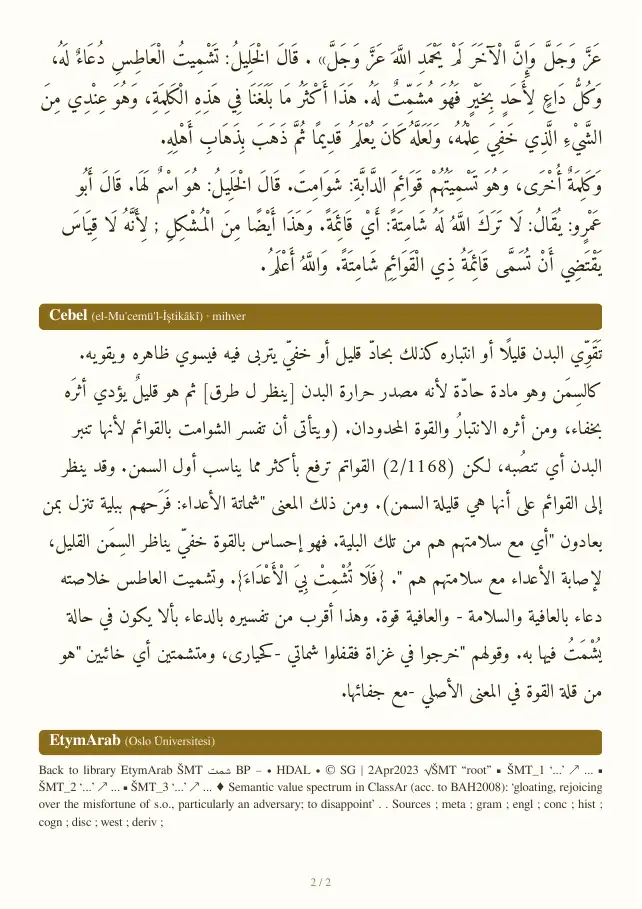 عَزَّ وَجَلَّ وَإِنَّ الْآخَرَ لَمْ يَحْمَدِ اللَّهَ عَزَّ وَجَلَّ» . قَالَ الْخَلِيلُ: تَشْمِيتُ الْعَاطِسِ دُعَاءٌ لَهُ،
وَكُلُّ دَاعٍ لِأَحَدٍ بِخَيْرٍ فَهُوَ مُشَمِّتٌ لَهُ. هَذَا أَكْثَرُ مَا بَلَغَنَا فِي هَذِهِ الْكَلِمَةِ، وَهُوَ عِنْدِي مِنَ
الشَّيْءِ الَّذِي خَفِيَ عِلْمُهُ، وَلَعَلَّهُ كَانَ يُعْلَمُ قَدِيمًا ثُمَّ ذَهَبَ بِذَهَابِ أَهْلِهِ.
وَكَلِمَةٌ أُخْرَى، وَهُوَ تَسْمِيَتُهُمْ قَوَائِمَ الدَّابَّةِ: شَوَامِتَ. قَالَ الْخَلِيلُ: هُوَ اسْمٌ لَهَا. قَالَ أَبُو
عَمْرٍو: يُقَالُ: لَا تَرَكَ اللَّهُ لَهُ شَامِتَةً: أَيْ قَائِمَةً. وَهَذَا أَيْضًا مِنَ الْمُشْكِلِ ; لِأَنَّهُ لَا قِيَاسَ
يَقْتَضِي أَنْ تُسَمَّى قَائِمَةُ ذِي الْقَوَائِمِ شَامِتَةً. وَاللَّهُ أَعْلَمُ.
Cebel (el-Mu'cemü'l-İştikâkî) · mihver
تَقَوِّي البدن قليلًا أو انتباره كذلك بحادّ قليل أو خفيّ يتربى فيه فيسوي ظاهره ويقويه.
كالسِمَن وهو مادة حادّة لأنه مصدر حرارة البدن [ينظر ل طرق] ثم هو قليلٌ يؤدي أثرَه
بخفاء، ومن أثره الانتبارُ والقوة المحدودان. (ويتأتى أن تفسر الشوامت بالقوائم لأنها تنبر
البدن أي تنصُبه، لكن (2/1168) القوائم ترفع بأكثر مما يناسب أول السمن. وقد ينظر
إلى القوائم على أنها هي قليلة السمن). ومن ذلك المعنى "شماتة الأعداء: فَرَحهم ببلية تنزل بمن
يعادون "أي مع سلامتهم هم من تلك البلية. فهو إحساس بالقوة خفيّ يناظر السِمَن القليل،
لإصابة الأعداء مع سلامتهم هم ". {فَلَا تُشْمِتْ بِيَ الْأَعْدَاءَ}. وتشميت العاطس خلاصته
دعاء بالعافية والسلامة - والعافية قوة. وهذا أقرب من تفسيره بالدعاء بألا يكون في حالة
يُشْمَتُ فيها به. وقولهم "خرجوا في غزاة فقفلوا شماتي -كحيارى، ومتشمتين أي خائبين "هو
من قلة القوة في المعنى الأصلي -مع جفائها.
EtymArab (Oslo Üniversitesi)
Back to library EtymArab ŠMT شمت BP – • HDAL • © SG | 2Apr2023 √ŠMT “root” ▪ ŠMT_1 ‘...’ ↗ ... ▪
ŠMT_2 ‘...’ ↗ ... ▪ ŠMT_3 ‘...’ ↗ ... ♦ Semantic value spectrum in ClassAr (acc. to BAH2008): ‘gloating, rejoicing
over the misfortune of s.o., particularly an adversary; to disappoint’ . . Sources ; meta ; gram ; engl ; conc ; hist ;
cogn ; disc ; west ; deriv ;
2 / 2